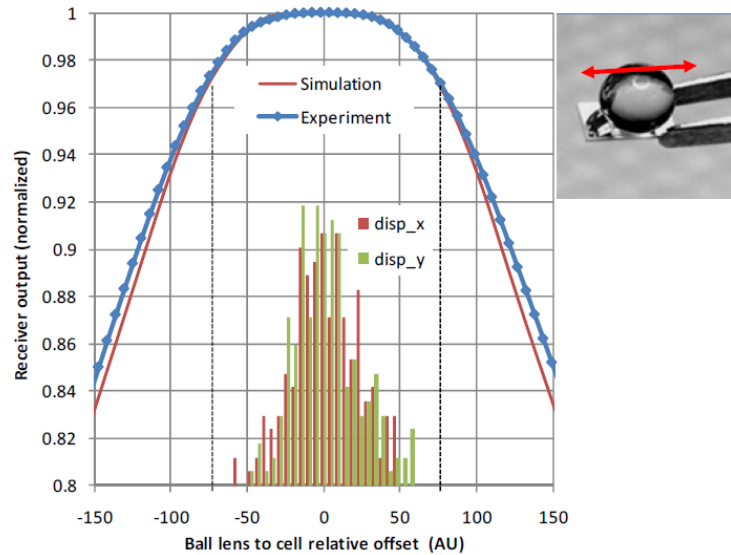 1
0.98
0.96
0.94
0.92
0.9
0.88
0.86
0.84
0.82
0.8
Receiver output (normalized)
Simulation
Experiment
disp_x
disp_y
-150 -100 -50 0 50 100 150
Ball lens to cell relative offset (AU)